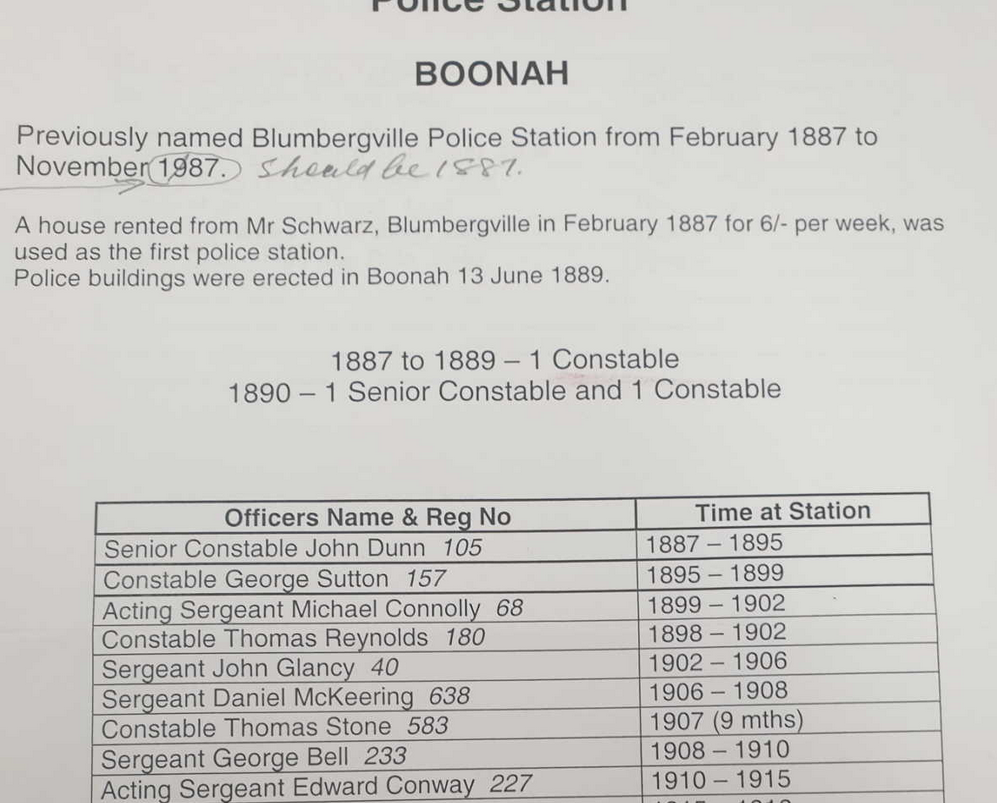 Police Station
BOONAH
Previously named Blumbergville Police Station from February 1887 to
November 1987. should be 1887.
A house rented from Mr Schwarz, Blumbergville in February 1887 for 6/- per week, was
used as the first police station.
Police buildings were erected in Boonah 13 June 1889.
1887 to 1889 – 1 Constable
1890 – 1 Senior Constable and 1 Constable
Officers Name & Reg No Time at Station
Senior Constable John Dunn 105 1887 – 1895
Constable George Sutton 157 1895 – 1899
Acting Sergeant Michael Connolly 68 1899 – 1902
Constable Thomas Reynolds 180 1898 – 1902
Sergeant John Glancy 40 1902 – 1906
Sergeant Daniel McKeering 638 1906 – 1908
Constable Thomas Stone 583 1907 (9 mths)
Sergeant George Bell 233 1908 – 1910
Acting Sergeant Edward Conway 227 1910 – 1915